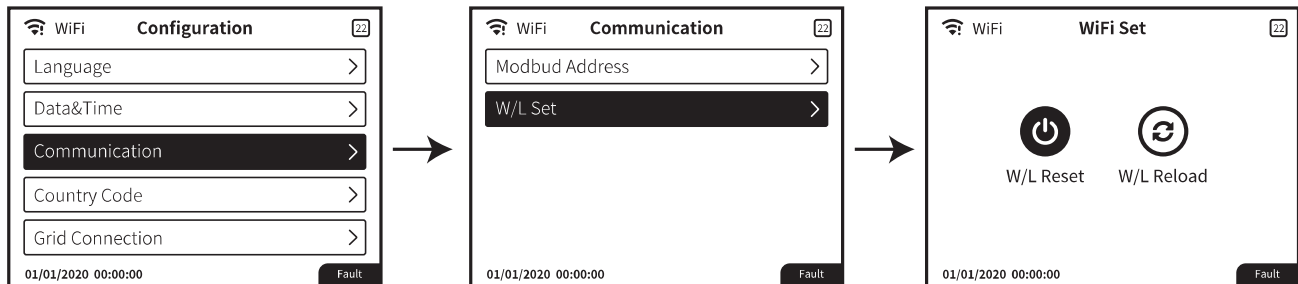 WiFi Configuration 22
Language
Data&Time
Communication
Country Code
Grid Connection
01/01/2020 00:00:00 Fault
WiFi Communication 22
Modbud Address
W/L Set
01/01/2020 00:00:00 Fault
WiFi WiFi Set 22
W/L Reset W/L Reload
01/01/2020 00:00:00 Fault